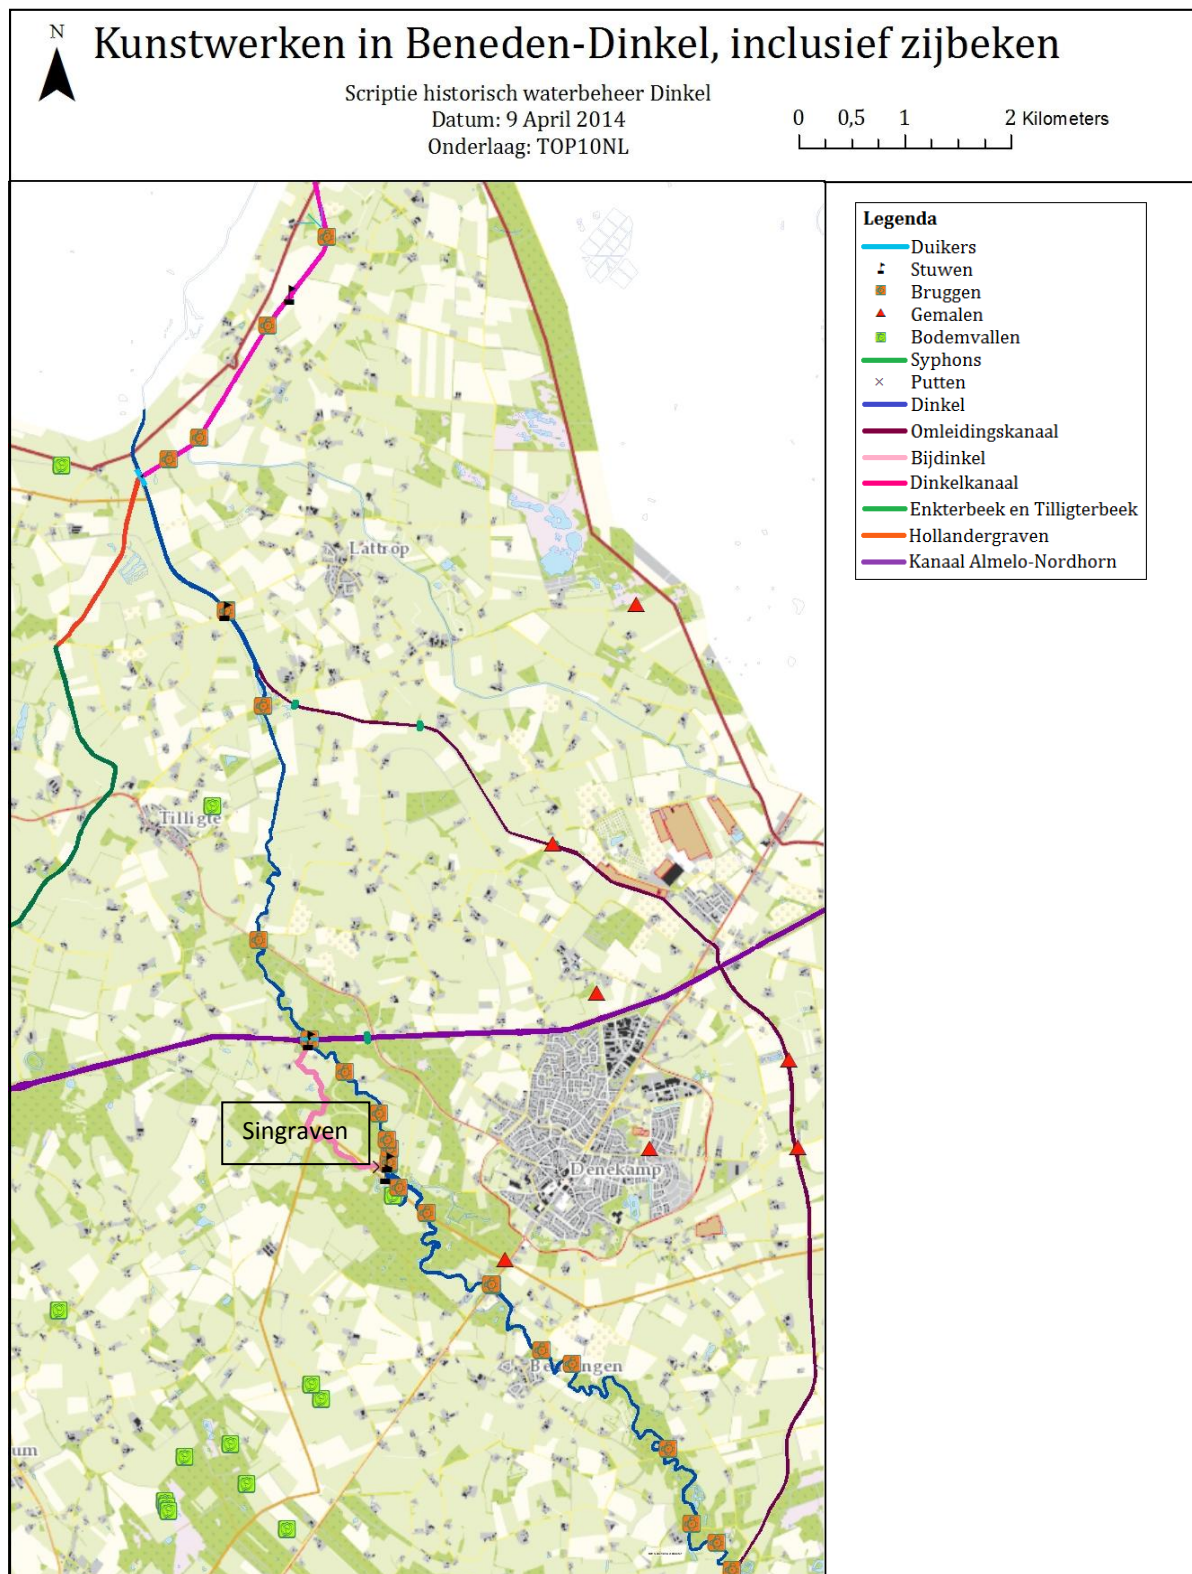 N
Kunstwerken in Beneden-Dinkel, inclusief zijbeken
Scriptie historisch waterbeheer Dinkel
Datum: 9 April 2014
Onderlaag: TOP10NL
0 0,5 1 2 Kilometers
Legenda
Duikers
Stuwen
Bruggen
Gemalen
Bodemvallen
Syphons
Putten
Dinkel
Omleidingskanaal
Bijdinkel
Dinkelkanaal
Enkterbeek en Tilligterbeek
Hollandergraven
Kanaal Almelo-Nordhorn
Lattrop
Tilligte
Singraven
Denekamp
um